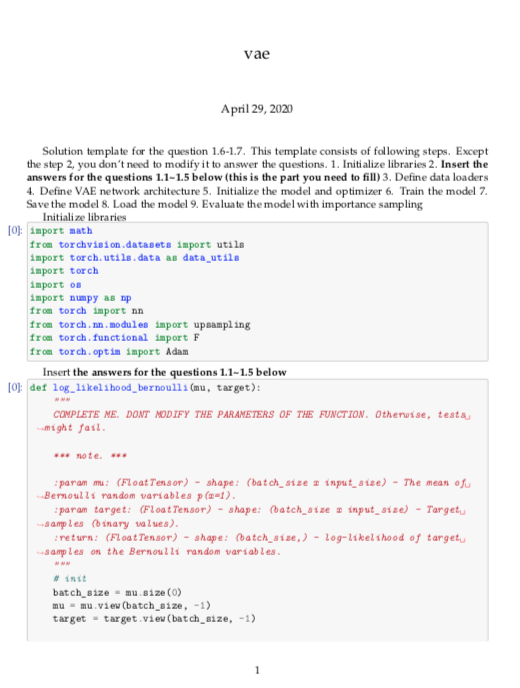 vae
April 29, 2020
Solution template for the question 1.6-1.7. This template consists of following steps. Except
the step 2, you don't need to modify it to answer the questions. 1. Initialize libraries 2. Insert the
answers for the questions 1.1~1.5 below (this is the part you need to fill) 3. Define data loaders
4. Define VAE network architecture 5. Initialize the model and optimizer 6. Train the model 7.
Save the model 8. Load the model 9. Evaluate the model with importance sampling
Initialize libraries
[0]: import math
from torchvision.datasets import utils
import torch.utils.data as data_utils
import torch
import os
import numpy as np
from torch import nn
from torch.nn.modules import upsampling
from torch.functional import F
from torch.optim import Adam
Insert the answers for the questions 1.1~1.5 below
[0]: def log_likelihood_bernoulli(mu, target):
"""
COMPLETE ME. DONT MODIFY THE PARAMETERS OF THE FUNCTION. Otherwise, tests␣
↪might fail.
*** note. ***
:param mu: (FloatTensor) - shape: (batch_size x input_size) - The mean of␣
↪Bernoulli random variables p(x=1).
:param target: (FloatTensor) - shape: (batch_size x input_size) - Target␣
↪samples (binary values).
:return: (FloatTensor) - shape: (batch_size,) - log-likelihood of target␣
↪samples on the Bernoulli random variables.
"""
# init
batch_size = mu.size(0)
mu = mu.view(batch_size, -1)
target = target.view(batch_size, -1)
1